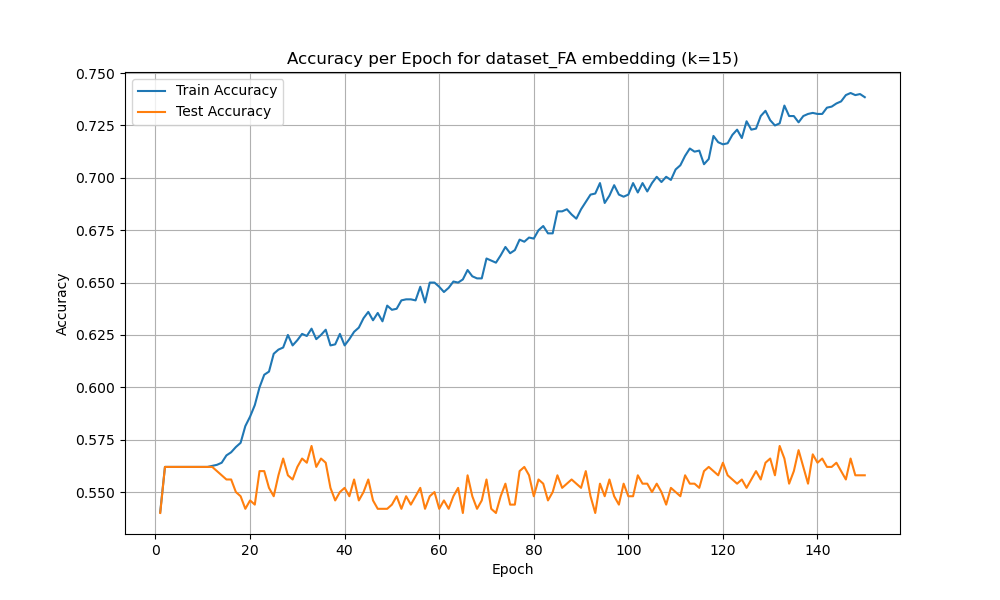 Accuracy per Epoch for dataset_FA embedding (k=15)
Train Accuracy
Test Accuracy
0.750
0.725
0.700
0.675
0.650
0.625
0.600
0.575
0.550
Accuracy
0 20 40 60 80 100 120 140
Epoch